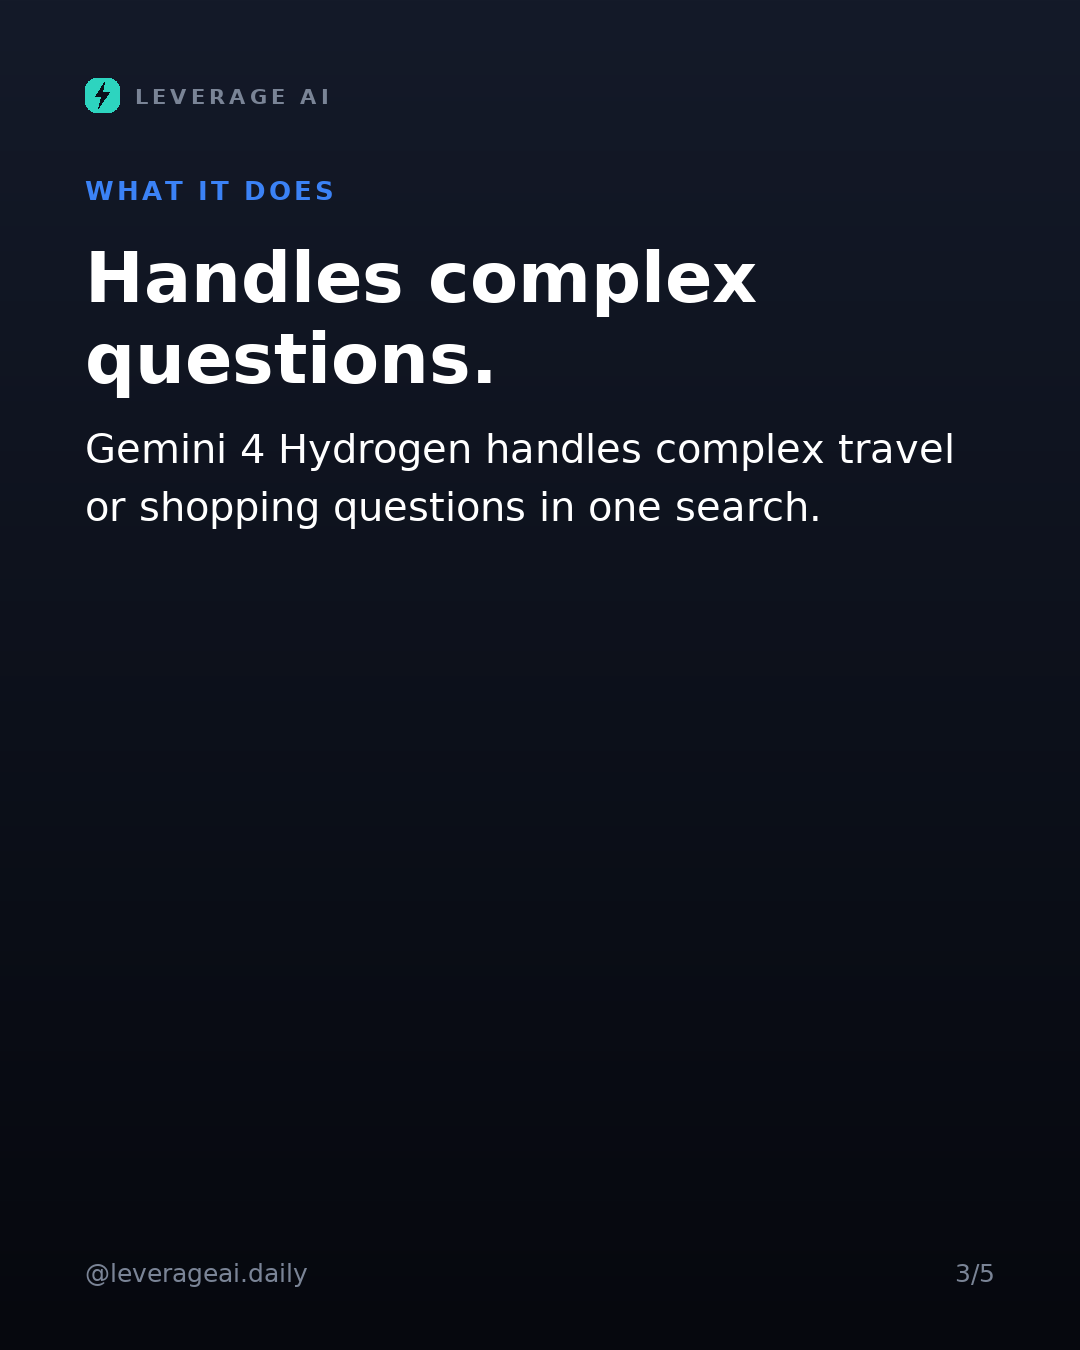 LEVERAGE AI
WHAT IT DOES
Handles complex
questions.
Gemini 4 Hydrogen handles complex travel
or shopping questions in one search.
@leverageai.daily
3/5